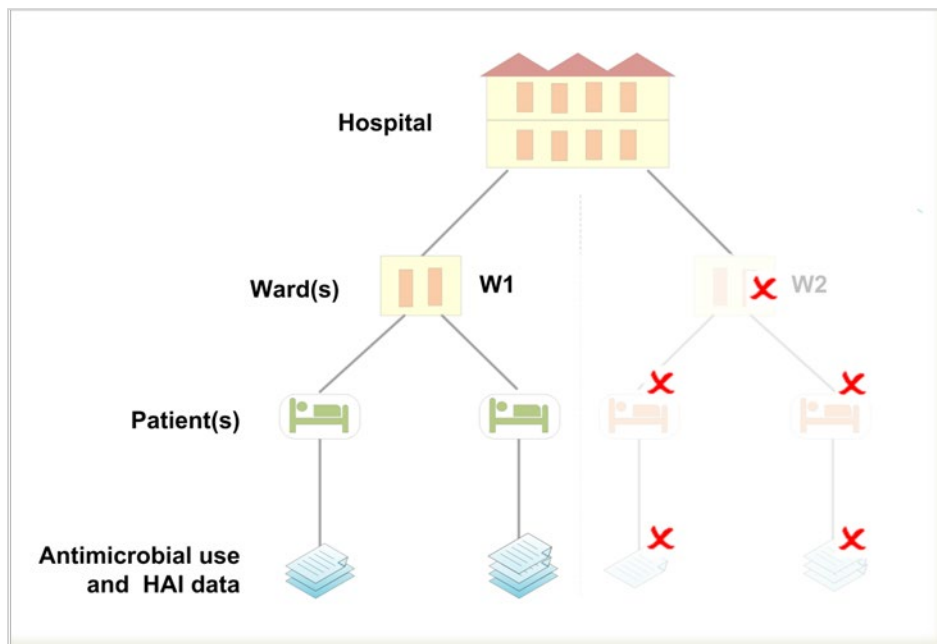 Hospital
Ward(s)
W1
W2
Patient(s)
Antimicrobial use
and HAI data